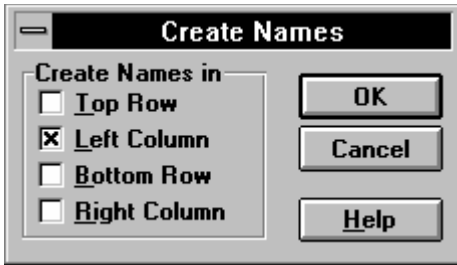 Create Names
Create Names in
Top Row
Left Column
Bottom Row
Right Column
OK
Cancel
Help